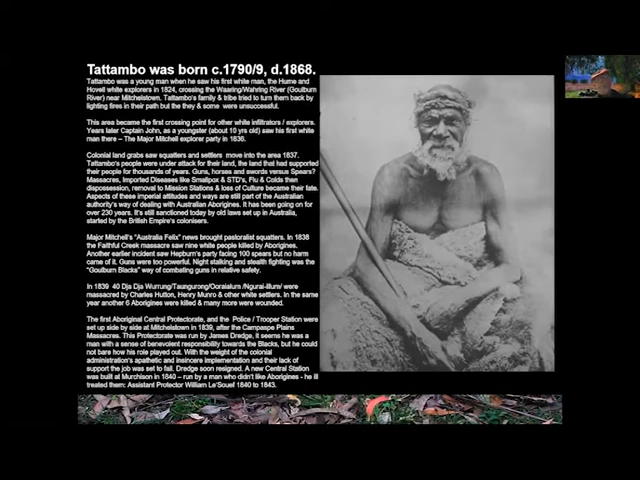 Tattambo was born c.1790/9, d.1868.
Tattambo was a young man when he saw his first white man, the Hume and
Hovell white explorers in 1824, crossing the Waaring/Wahring River (Goulburn
River) near Mitchelstown. Tattambo's family & tribe tried to turn them back by
lighting fires in their path but the they & some were unsuccessful.
This area became the first crossing point for other white infiltrators / explorers.
Years later Captain John, as a youngster (about 10 yrs old) saw his first white
man there – The Major Mitchell explorer party in 1836.
Colonial land grabs saw squatters and settlers move into the area 1837.
Tattambo's people were under attack for their land, the land that had supported
their people for thousands of years. Guns, horses and swords versus Spears?
Massacres, Imported Diseases like Smallpox & STD's, Flu & Colds then
dispossession, removal to Mission Stations & loss of Culture became their fate.
Aspects of these imperial attitudes and ways are still part of the Australian
authority's way of dealing with Australian Aborigines. It has been going on for
over 230 years. It's still sanctioned today by old laws set up in Australia,
started by the British Empire's colonisers.
Major Mitchell's "Australia Felix" news brought pastoralist squatters. In 1838
the Faithful Creek massacre saw nine white people killed by Aborigines.
Another earlier incident saw Hepburn's party facing 100 spears but no harm
came of it. Guns were too powerful. Night stalking and stealth fighting was the
"Goulburn Blacks" way of combating guns in relative safety.
In 1839 40 Dja Dja Wurrung/Taungurong/Ooraialum /Ngurai-illum/ were
massacred by Charles Hutton, Henry Munro & other white settlers. In the same
year another 6 Aborigines were killed & many more were wounded.
The first Aboriginal Central Protectorate, and the Police / Trooper Station were
set up side by side at Mitchelstown in 1839, after the Campaspe Plains
Massacres. This Protectorate was run by James Dredge, it seems he was a
man with a sense of benevolent responsibility towards the Blacks, but he could
not bare how his role played out. With the weight of the colonial
administration's apathetic and insincere implementation and their lack of
support the job was set to fail. Dredge soon resigned. A new Central Station
was built at Murchison in 1840 – run by a man who didn't like Aborigines - he ill
treated them: Assistant Protector William Le'Souef 1840 to 1843.